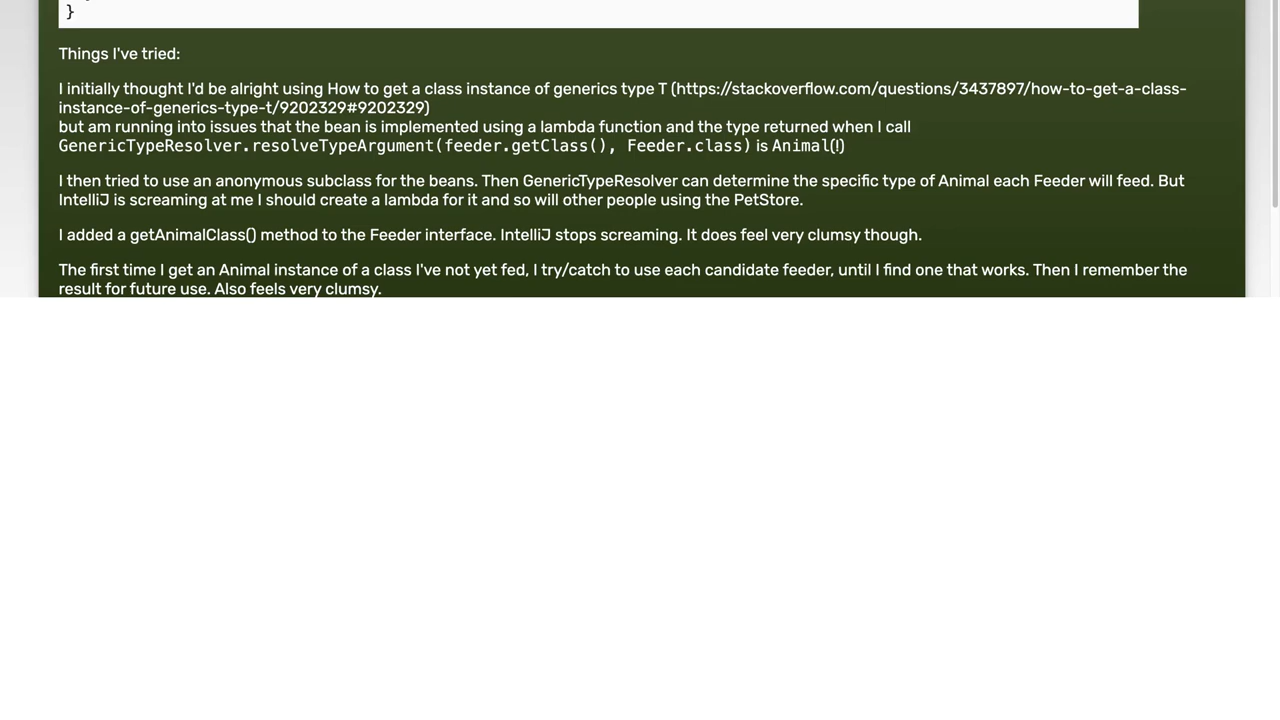 }
Things I've tried:
I initially thought I'd be alright using How to get a class instance of generics type T (https://stackoverflow.com/questions/3437897/how-to-get-a-class-
instance-of-generics-type-t/9202329#9202329)
but am running into issues that the bean is implemented using a lambda function and the type returned when I call
GenericTypeResolver.resolveTypeArgument(feeder.getClass(), Feeder.class) is Animal(!)
I then tried to use an anonymous subclass for the beans. Then GenericTypeResolver can determine the specific type of Animal each Feeder will feed. But
IntelliJ is screaming at me I should create a lambda for it and so will other people using the PetStore.
I added a getAnimalClass() method to the Feeder interface. IntelliJ stops screaming. It does feel very clumsy though.
The first time I get an Animal instance of a class I've not yet fed, I try/catch to use each candidate feeder, until I find one that works. Then I remember the
result for future use. Also feels very clumsy.